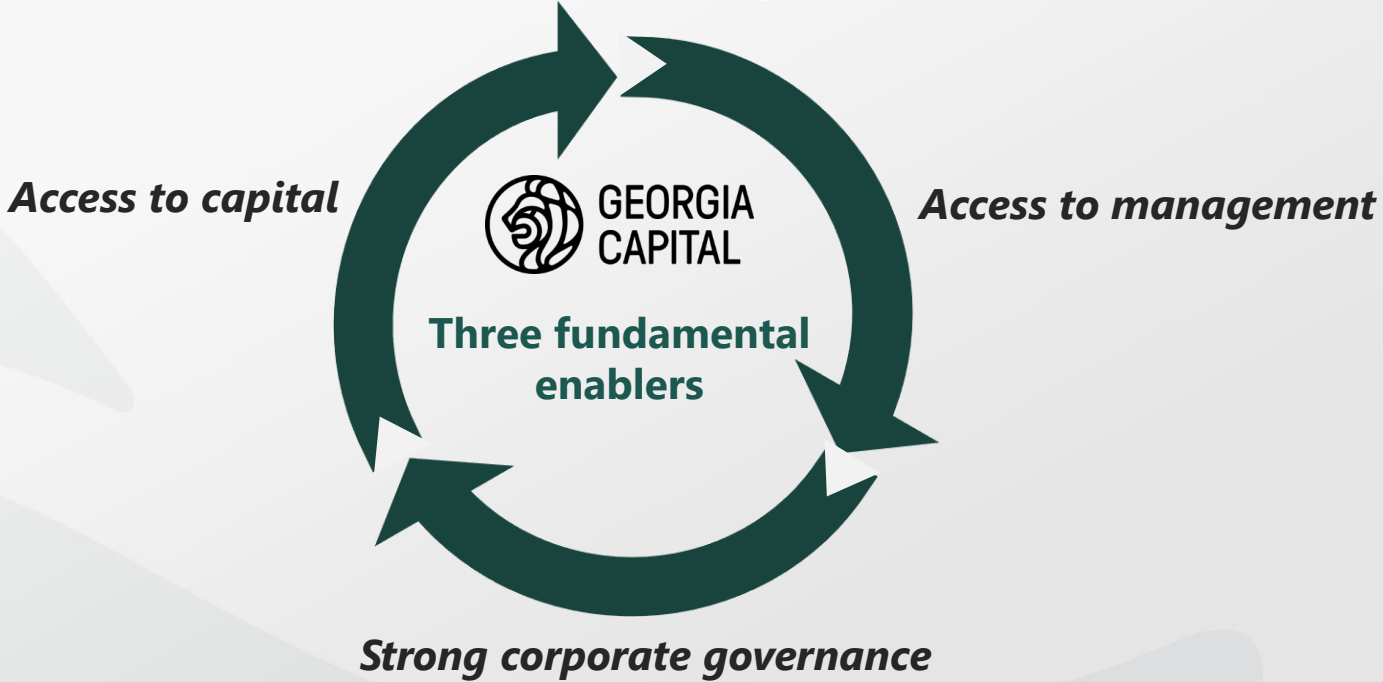 Access to capital
GEORGIA
CAPITAL
Access to management
Three fundamental
enablers
Strong corporate governance